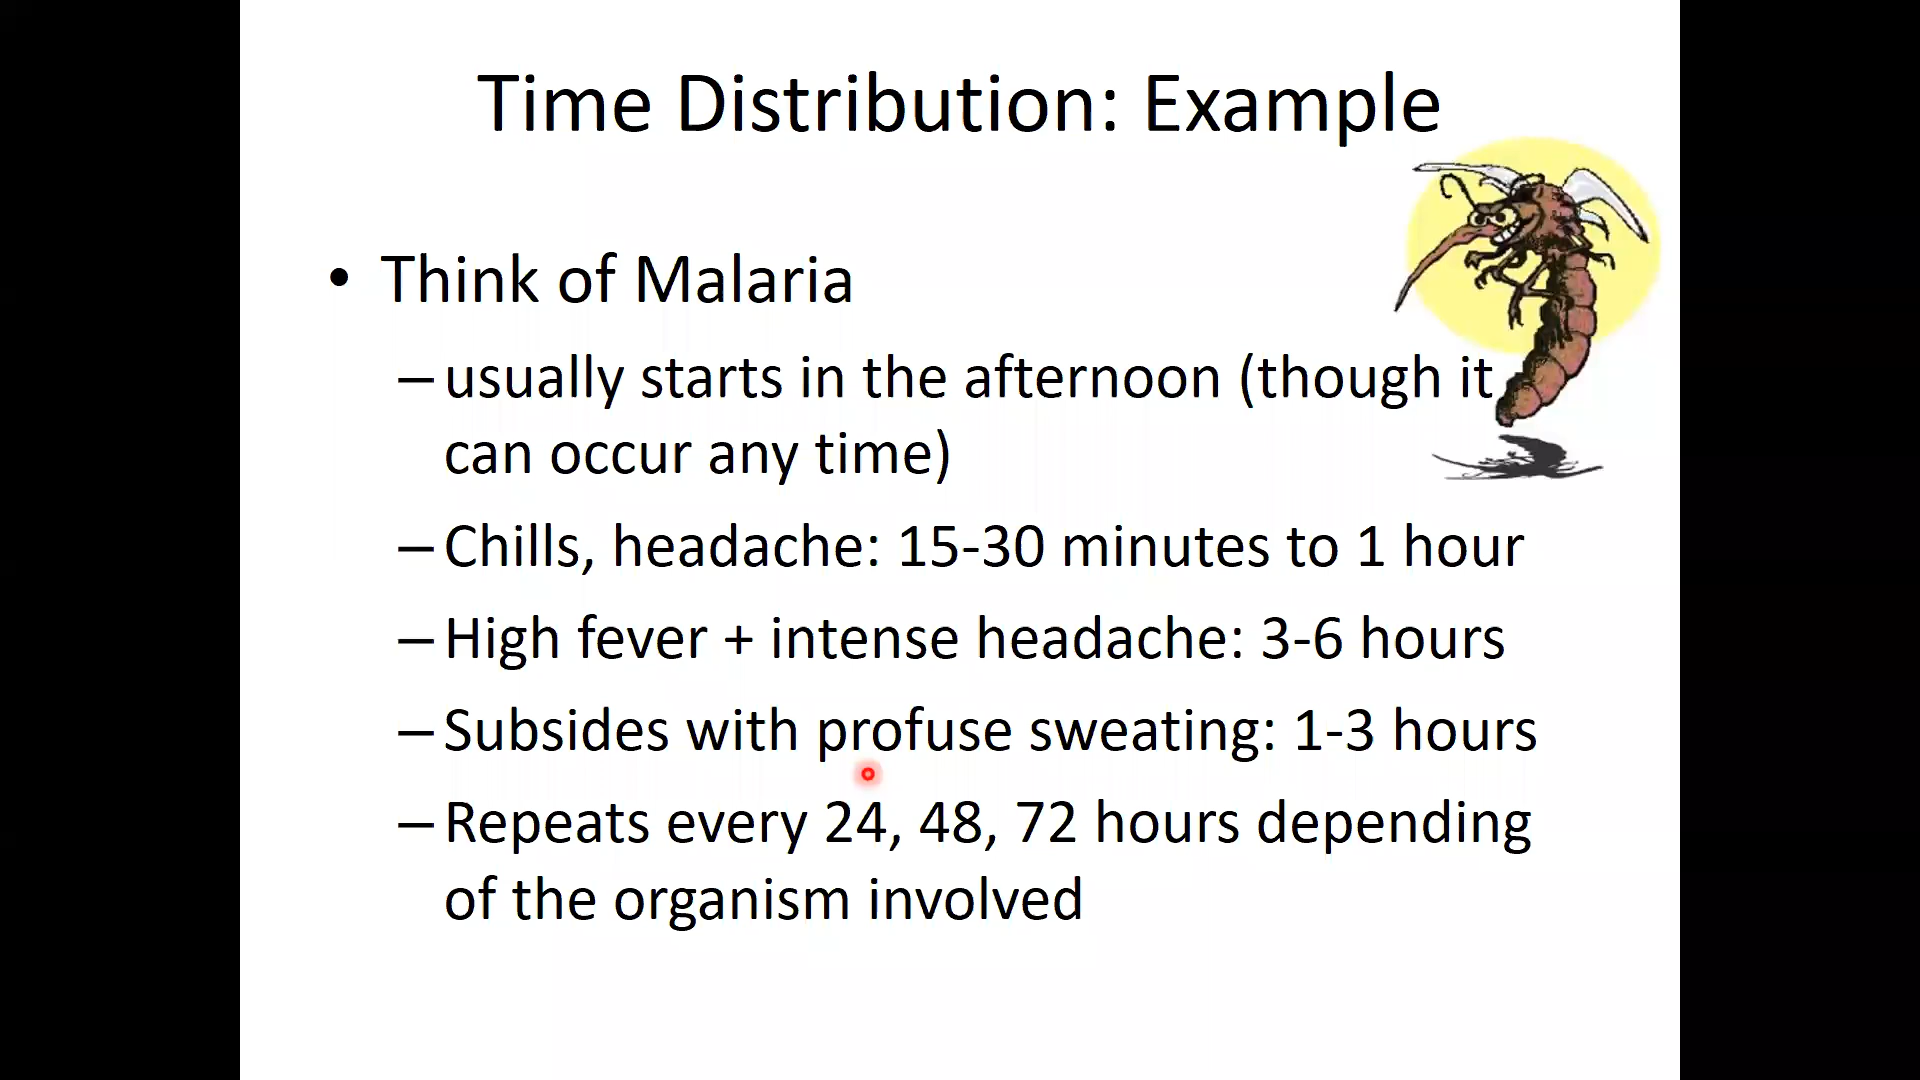 Time Distribution: Example
• Think of Malaria
– usually starts in the afternoon (though it
can occur any time)
– Chills, headache: 15-30 minutes to 1 hour
– High fever + intense headache: 3-6 hours
– Subsides with profuse sweating: 1-3 hours
– Repeats every 24, 48, 72 hours depending
of the organism involved